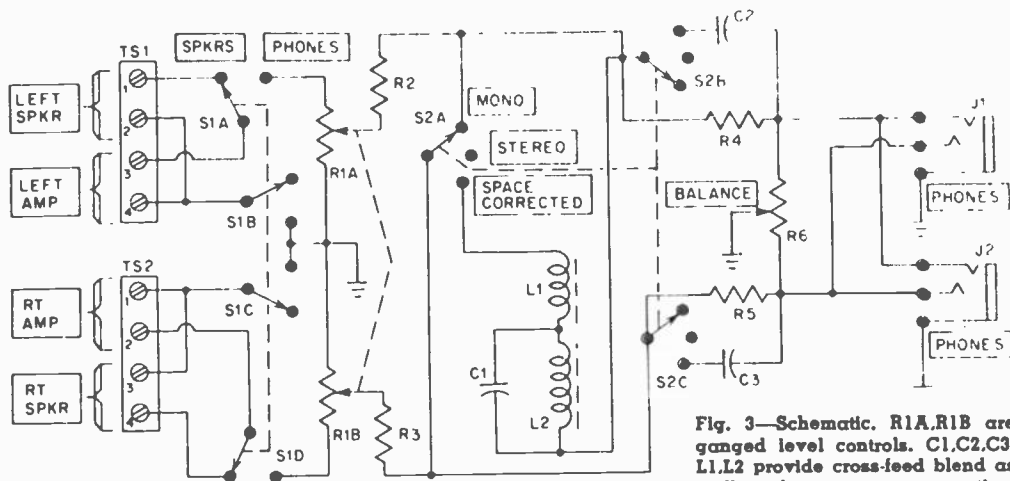 TS1
SPKRS
PHONES
C2
LEFT
SPKR
1
2
3
4
S1A
R2
MONO
S2A
S2B
J1
STEREO
R4
LEFT
AMP
S1B
R1A
SPACE
CORRECTED
BALANCE
R6
PHONES
TS2
RT
AMP
1
2
3
4
S1C
L1
J2
R5
RT
SPKR
C1
L2
S2C
C3
PHONES
S1D
R1B
R3
Fig. 3—Schematic. R1A,R1B are
ganged level controls. C1,C2,C3
L1,L2 provide cross-feed blend as